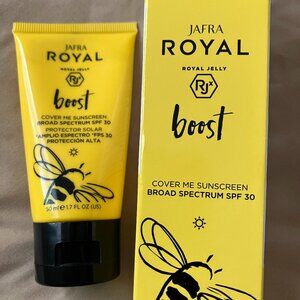 JAFRA
ROYAL
ROYAL JELLY
RJx
boost
COVER ME SUNSCREEN
BROAD SPECTRUM SPF 30
PROTECTOR SOLAR
*AMPLIO ESPECTRO *FPS 30
PROTECCIÓN ALTA
50 ml e 1.7 FL OZ (US)
JAFRA
ROYAL
ROYAL JELLY
RJx
boost
COVER ME SUNSCREEN
BROAD SPECTRUM SPF 30